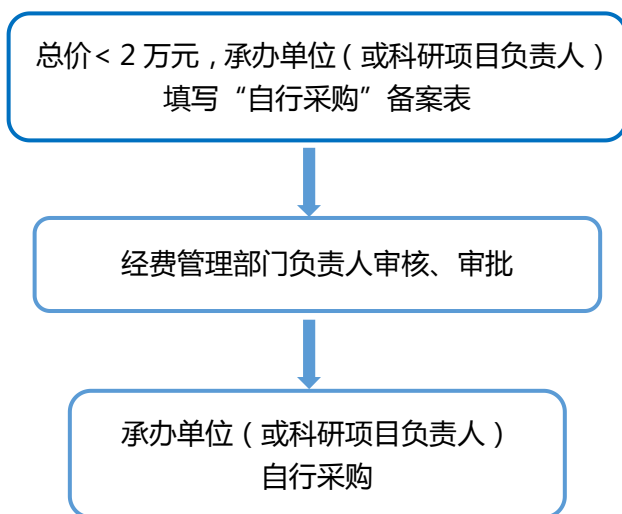 总价<2万元,承办单位(或科研项目负责人)
填写“自行采购”备案表
经费管理部门负责人审核、审批
承办单位(或科研项目负责人)
自行采购